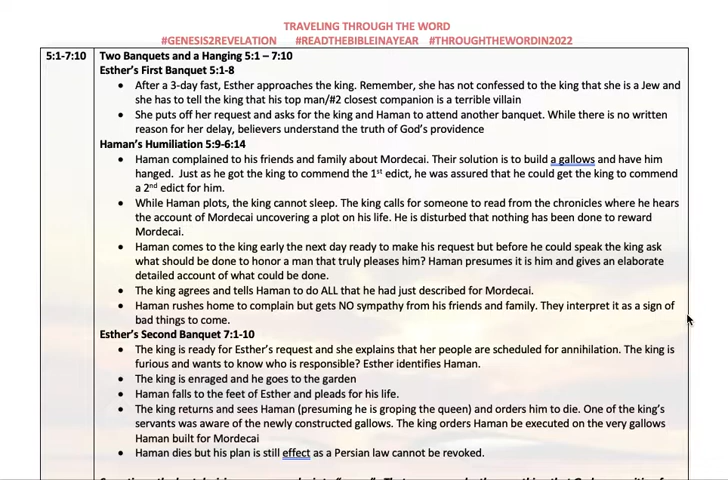 TRAVELING THROUGH THE WORD
#GENESIS2REVELATION #READTHEBIBLEINAYEAR #THROUGHTHEWORDIN2022
5:1-7:10
Two Banquets and a Hanging 5:1 – 7:10
Esther's First Banquet 5:1-8
• After a 3-day fast, Esther approaches the king. Remember, she has not confessed to the king that she is a Jew and
she has to tell the king that his top man/#2 closest companion is a terrible villain
• She puts off her request and asks for the king and Haman to attend another banquet. While there is no written
reason for her delay, believers understand the truth of God's providence
Haman's Humiliation 5:9-6:14
• Haman complained to his friends and family about Mordecai. Their solution is to build a gallows and have him
hanged. Just as he got the king to commend the 1st edict, he was assured that he could get the king to commend
a 2nd edict for him.
• While Haman plots, the king cannot sleep. The king calls for someone to read from the chronicles where he hears
the account of Mordecai uncovering a plot on his life. He is disturbed that nothing has been done to reward
Mordecai.
• Haman comes to the king early the next day ready to make his request but before he could speak the king ask
what should be done to honor a man that truly pleases him? Haman presumes it is him and gives an elaborate
detailed account of what could be done.
• The king agrees and tells Haman to do ALL that he had just described for Mordecai.
• Haman rushes home to complain but gets NO sympathy from his friends and family. They interpret it as a sign of
bad things to come.
Esther's Second Banquet 7:1-10
• The king is ready for Esther's request and she explains that her people are scheduled for annihilation. The king is
furious and wants to know who is responsible? Esther identifies Haman.
• The king is enraged and he goes to the garden
• Haman falls to the feet of Esther and pleads for his life.
• The king returns and sees Haman (presuming he is groping the queen) and orders him to die. One of the king's
servants was aware of the newly constructed gallows. The king orders Haman be executed on the very gallows
Haman built for Mordecai
• Haman dies but his plan is still effect as a Persian law cannot be revoked.